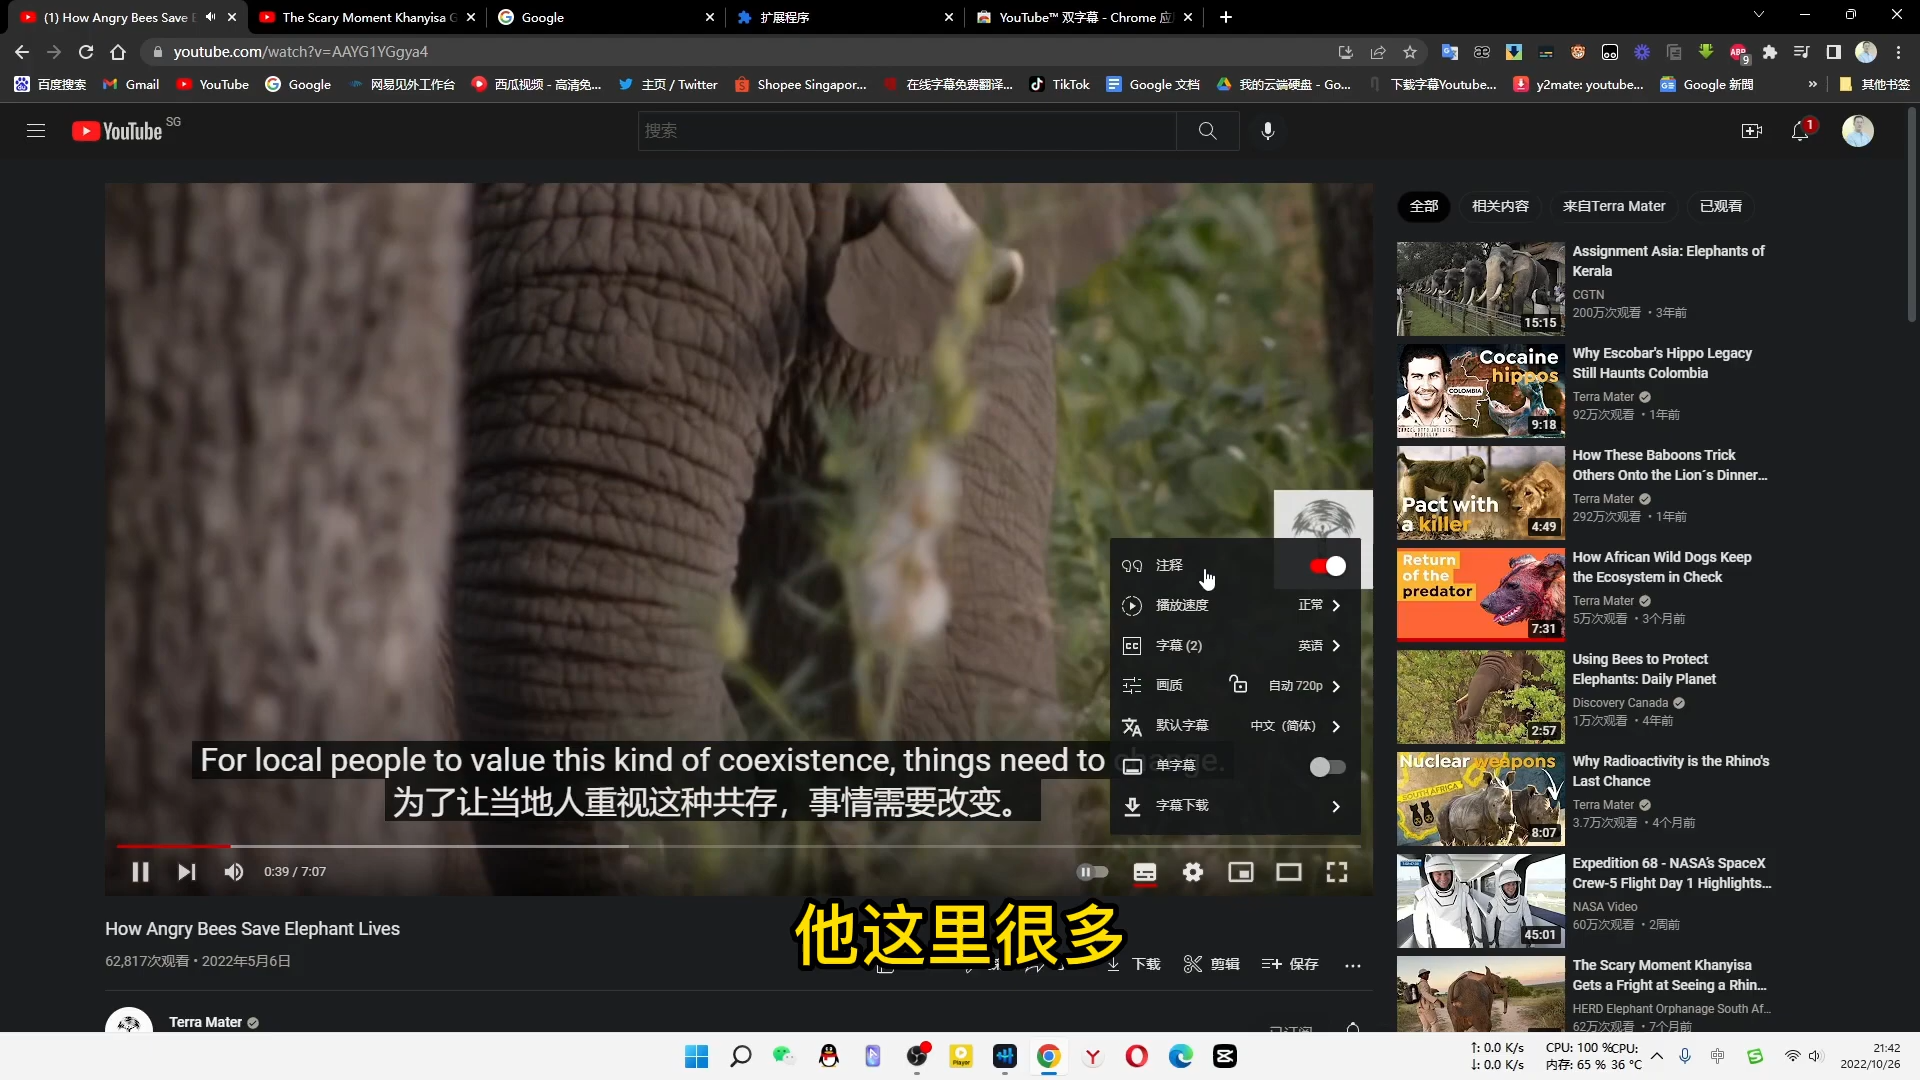 (1) How Angry Bees Save E
The Scary Moment Khanyisa G
Google
扩展程序
YouTube™ 双字幕 - Chrome 应
youtube.com/watch?v=AAYG1YGgya4
9
百度搜索
Gmail
YouTube
Google
网易见外工作台
西瓜视频 - 高清免...
主页 / Twitter
Shopee Singapor...
在线字幕免费翻译...
TikTok
Google 文档
我的云端硬盘 - Go...
下载字幕Youtube...
y2mate: youtube...
Google 新聞
»
其他书签
YouTube SG
搜索
1
全部
相关内容
来自Terra Mater
已观看
Assignment Asia: Elephants of
Kerala
CGTN
200万次观看 • 3年前
15:15
Cocaine
hippos
COLOMBIA
9:18
Why Escobar's Hippo Legacy
Still Haunts Colombia
Terra Mater
92万次观看 • 1年前
Pact with
a killer
4:49
How These Baboons Trick
Others Onto the Lion´s Dinner...
Terra Mater
292万次观看 • 1年前
Return
of the
predator
7:31
How African Wild Dogs Keep
the Ecosystem in Check
Terra Mater
5万次观看 • 3个月前
2:57
Using Bees to Protect
Elephants: Daily Planet
Discovery Canada
1万次观看 • 4年前
Nuclear weapons
SOUTH AFRICA
8:07
Why Radioactivity is the Rhino's
Last Chance
Terra Mater
3.7万次观看 • 4个月前
45:01
Expedition 68 - NASA's SpaceX
Crew-5 Flight Day 1 Highlights...
NASA Video
60万次观看 • 2周前
The Scary Moment Khanyisa
Gets a Fright at Seeing a Rhin...
HERD Elephant Orphanage South Af...
62万次观看 • 7个月前
注释
播放速度 正常
字幕 (2) 英语
画质 自动 720p
默认字幕 中文（简体）
单字幕
字幕下载
For local people to value this kind of coexistence, things need to change.
为了让当地人重视这种共存，事情需要改变。
0:39 / 7:07
他这里很多
How Angry Bees Save Elephant Lives
62,817次观看 • 2022年5月6日
下载
剪辑
保存
...
Terra Mater
已订阅
Player
↑: 0.0 K/s
↓: 0.0 K/s
CPU: 100 % CPU:
内存: 65 % 36 °C
中
21:42
2022/10/26